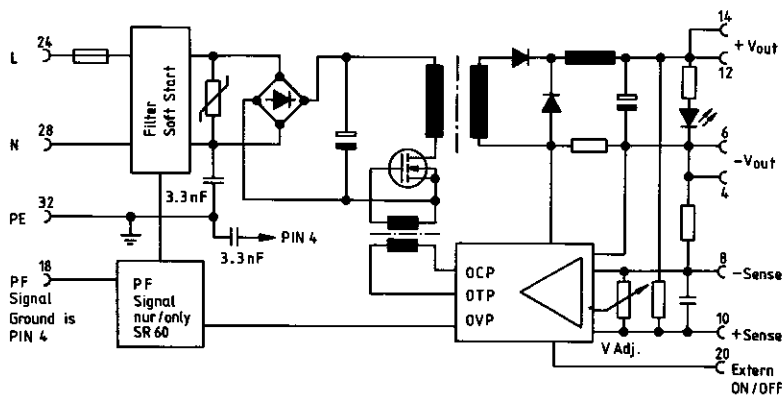 14
+ Vout
12
24
L
Filter
Soft Start
28
N
6
-Vout
4
3.3nF
32
PE
3.3nF
PIN 4
PF
18
Signal
Ground is
PIN 4
PF
Signal
nur/only
SR 60
OCP
OTP
OVP
8
-Sense
10
+Sense
V Adj.
20
Extern
ON/OFF